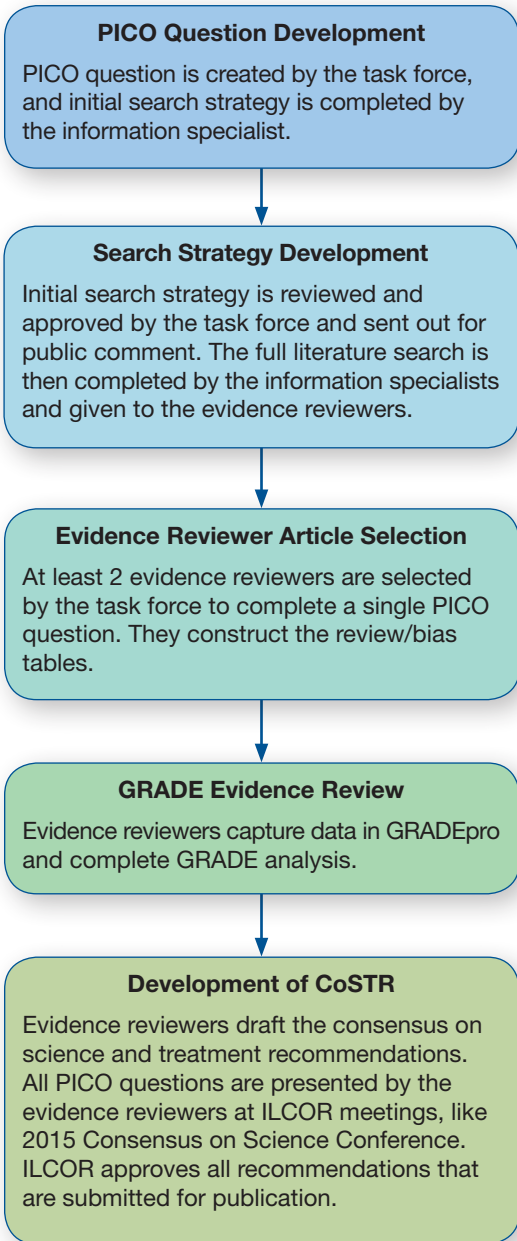 PICO Question Development
PICO question is created by the task force,
and initial search strategy is completed by
the information specialist.
Search Strategy Development
Initial search strategy is reviewed and
approved by the task force and sent out for
public comment. The full literature search is
then completed by the information specialists
and given to the evidence reviewers.
Evidence Reviewer Article Selection
At least 2 evidence reviewers are selected
by the task force to complete a single PICO
question. They construct the review/bias
tables.
GRADE Evidence Review
Evidence reviewers capture data in GRADEpro
and complete GRADE analysis.
Development of CoSTR
Evidence reviewers draft the consensus on
science and treatment recommendations.
All PICO questions are presented by the
evidence reviewers at ILCOR meetings, like
2015 Consensus on Science Conference.
ILCOR approves all recommendations that
are submitted for publication.